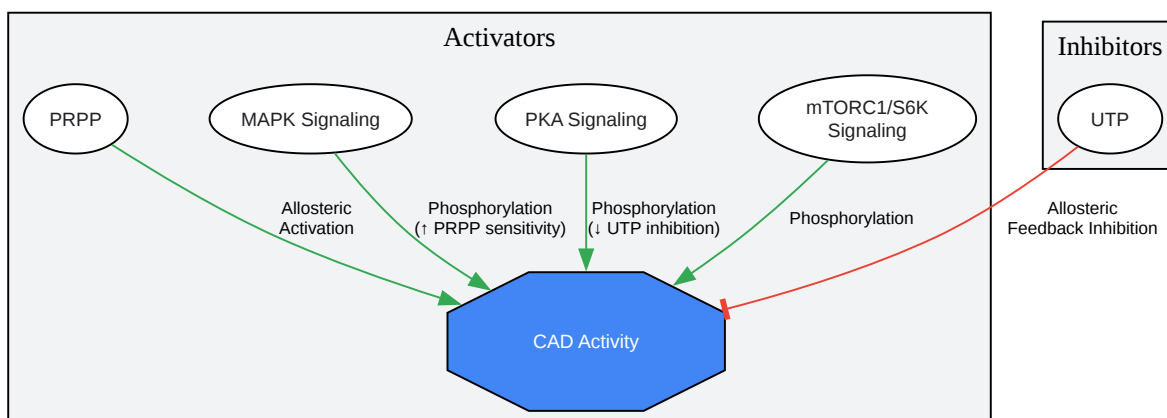 Activators
Inhibitors
PRPP
MAPK Signaling
PKA Signaling
mTORC1/S6K
Signaling
UTP
Allosteric
Activation
Phosphorylation
(↑ PRPP sensitivity)
Phosphorylation
(↓ UTP inhibition)
Phosphorylation
Allosteric
Feedback Inhibition
CAD Activity